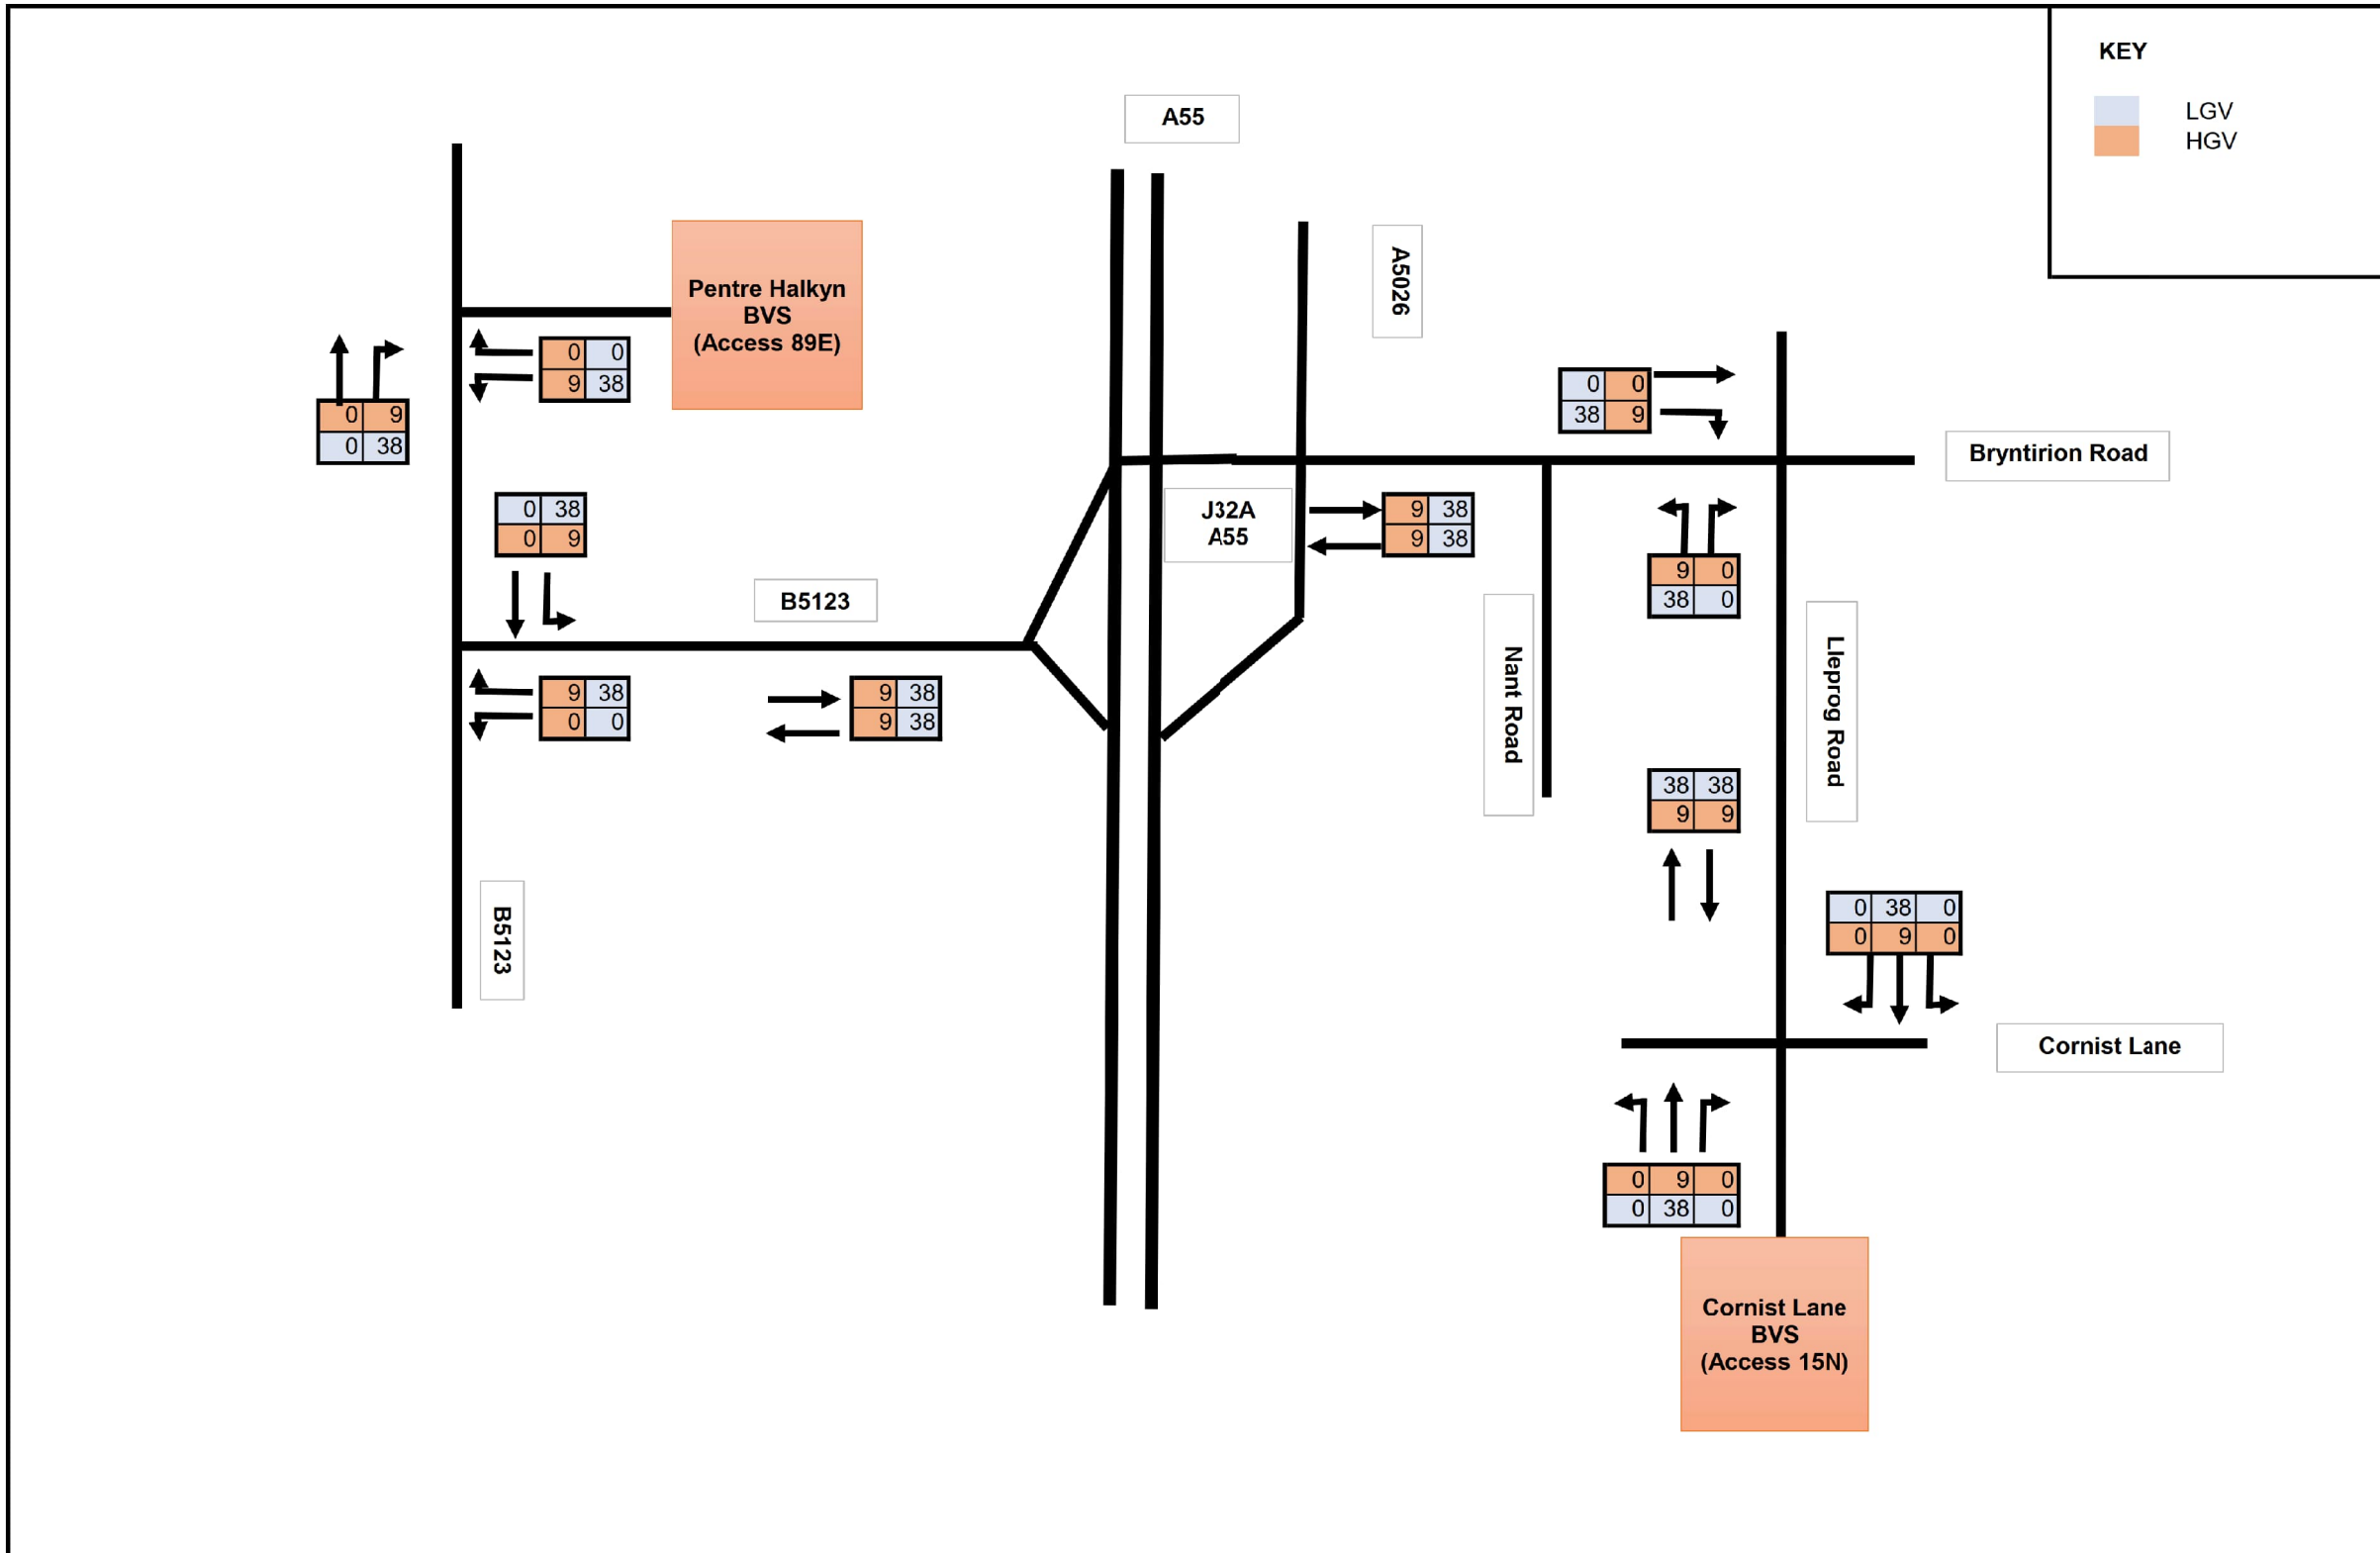 KEY
LGV
HGV
A55
Pentre Halkyn
BVS
(Access 89E)
A5026
0 0
9 38
0 9
0 38
0 0
38 9
Bryntirion Road
0 38
0 9
J32A
A55
9 38
9 38
9 0
38 0
B5123
Nant Road
Lleprog Road
9 38
0 0
9 38
9 38
38 38
9 9
B5123
0 38 0
0 9 0
Cornist Lane
0 9 0
0 38 0
Cornist Lane
BVS
(Access 15N)